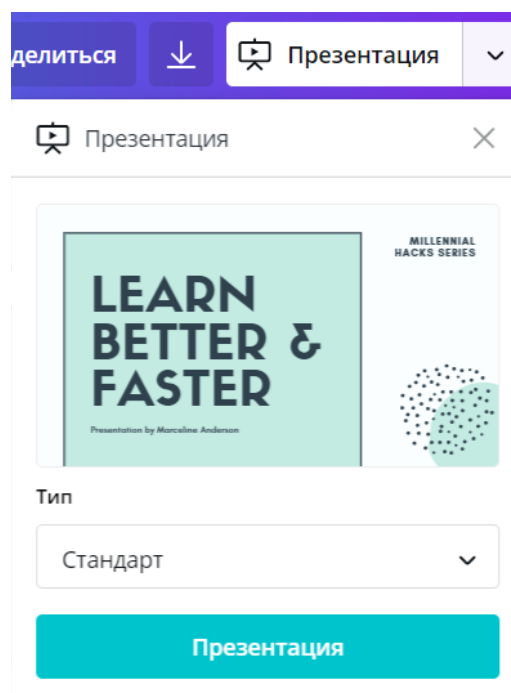 делиться
Презентация
Презентация
MILLENNIAL
HACKS SERIES
LEARN
BETTER &
FASTER
Presentation by Marceline Anderson
Тип
Стандарт
Презентация